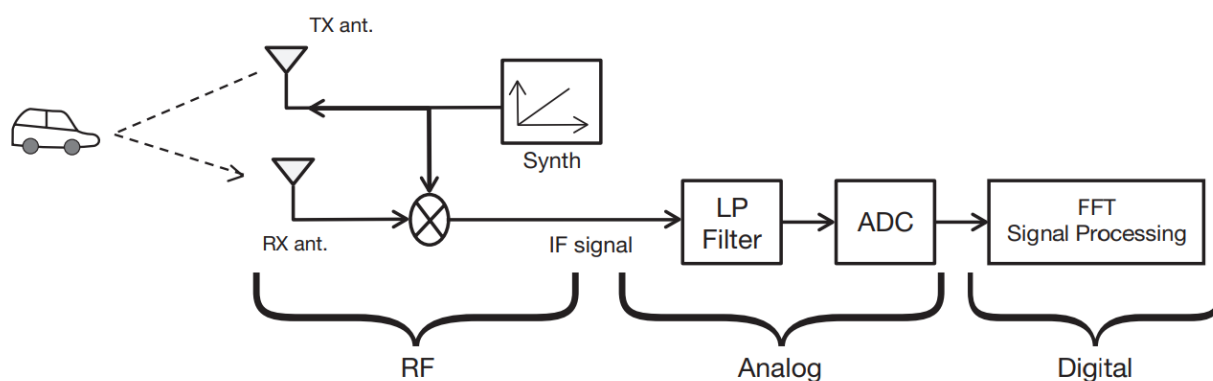 TX ant.
Synth
RX ant.
IF signal
LP
Filter
ADC
FFT
Signal Processing
RF
Analog
Digital